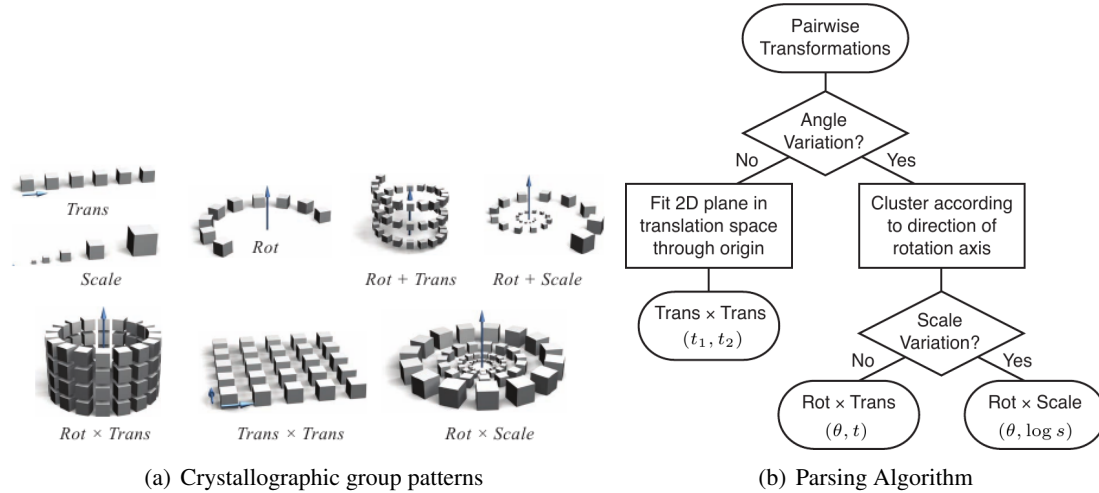 Trans
Scale
Rot
Rot + Trans
Rot + Scale
Rot × Trans
Trans × Trans
Rot × Scale
(a) Crystallographic group patterns
Pairwise
Transformations
Angle
Variation?
No
Yes
Fit 2D plane in
translation space
through origin
Cluster according
to direction of
rotation axis
Trans × Trans
(t₁, t₂)
Scale
Variation?
No
Yes
Rot × Trans
(θ, t)
Rot × Scale
(θ, log s)
(b) Parsing Algorithm